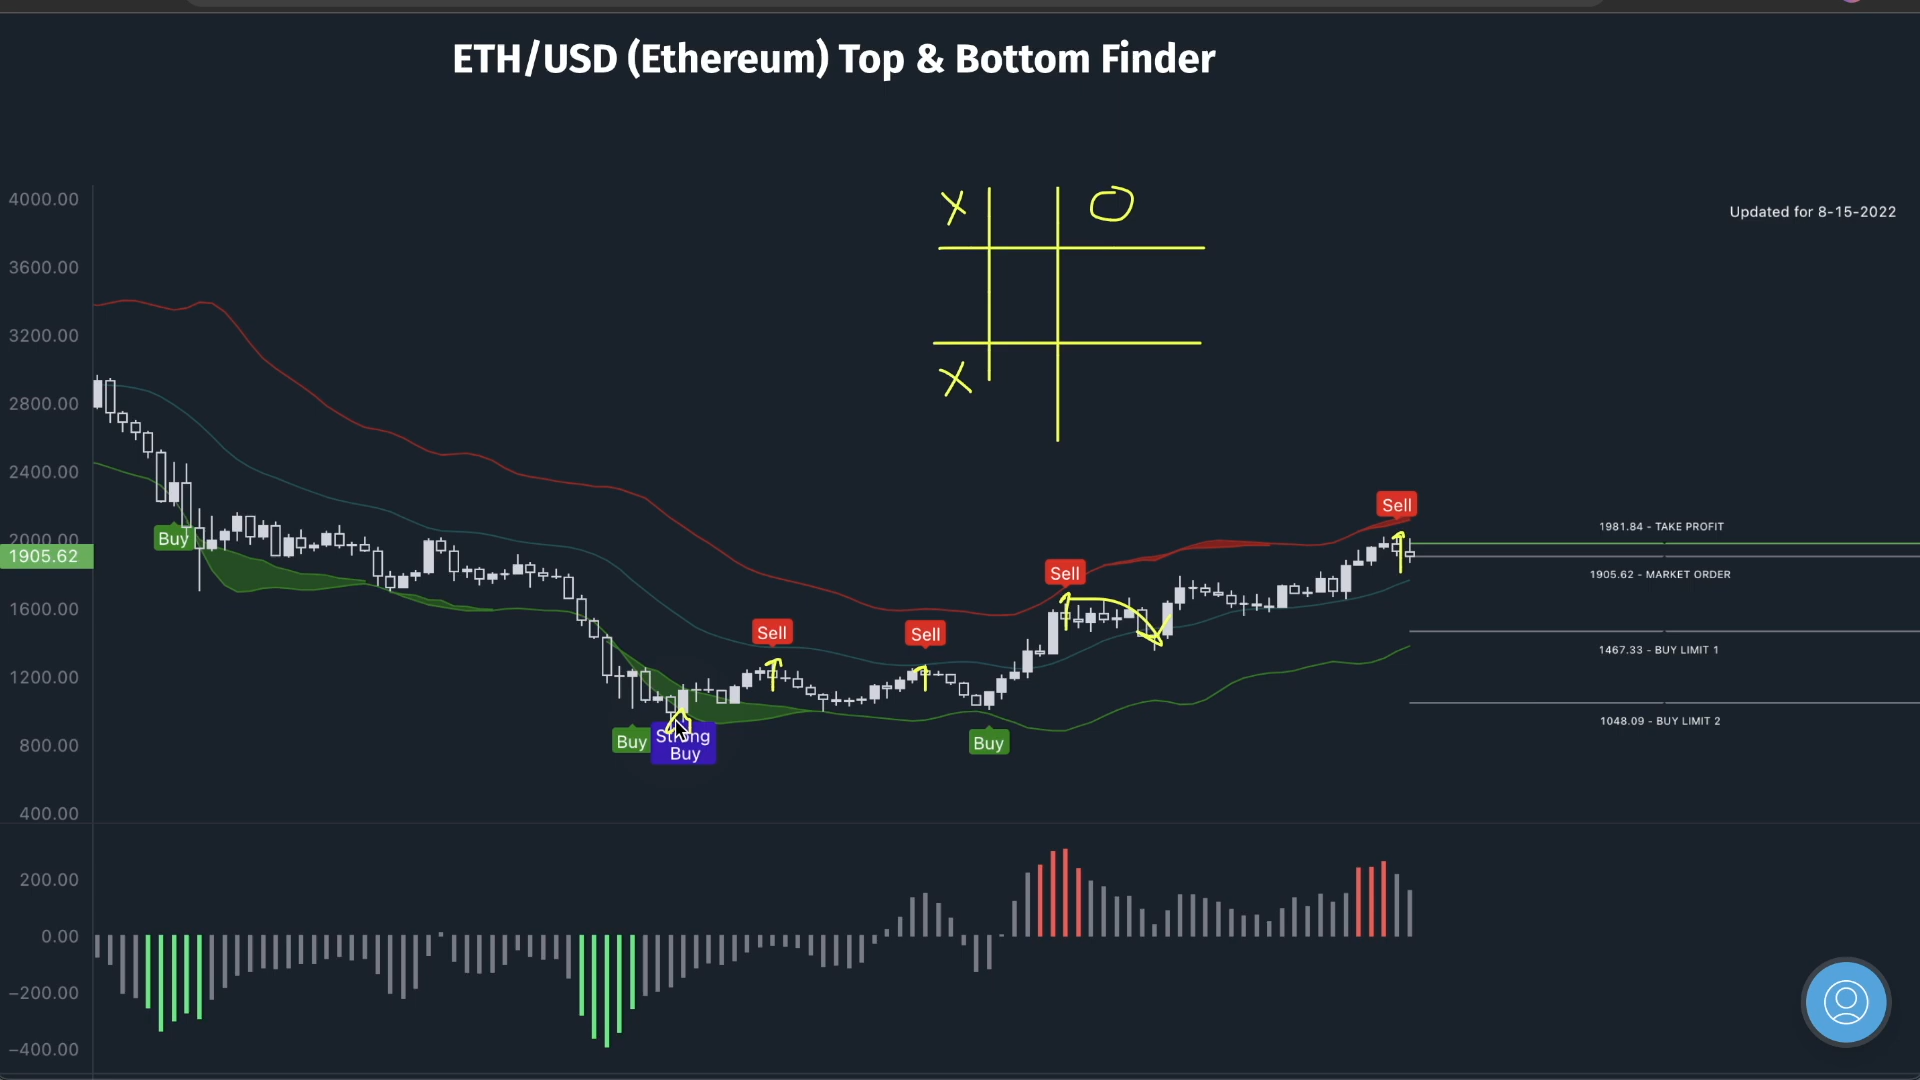 ETH/USD (Ethereum) Top & Bottom Finder
X O
X
Updated for 8-15-2022
4000.00
3600.00
3200.00
2800.00
2400.00
2000.00
1905.62
1600.00
1200.00
800.00
400.00
200.00
0.00
−200.00
−400.00
Buy
Buy
Strong
Buy
Sell
Sell
Buy
Sell
Sell
1981.84 - TAKE PROFIT
1905.62 - MARKET ORDER
1467.33 - BUY LIMIT 1
1048.09 - BUY LIMIT 2